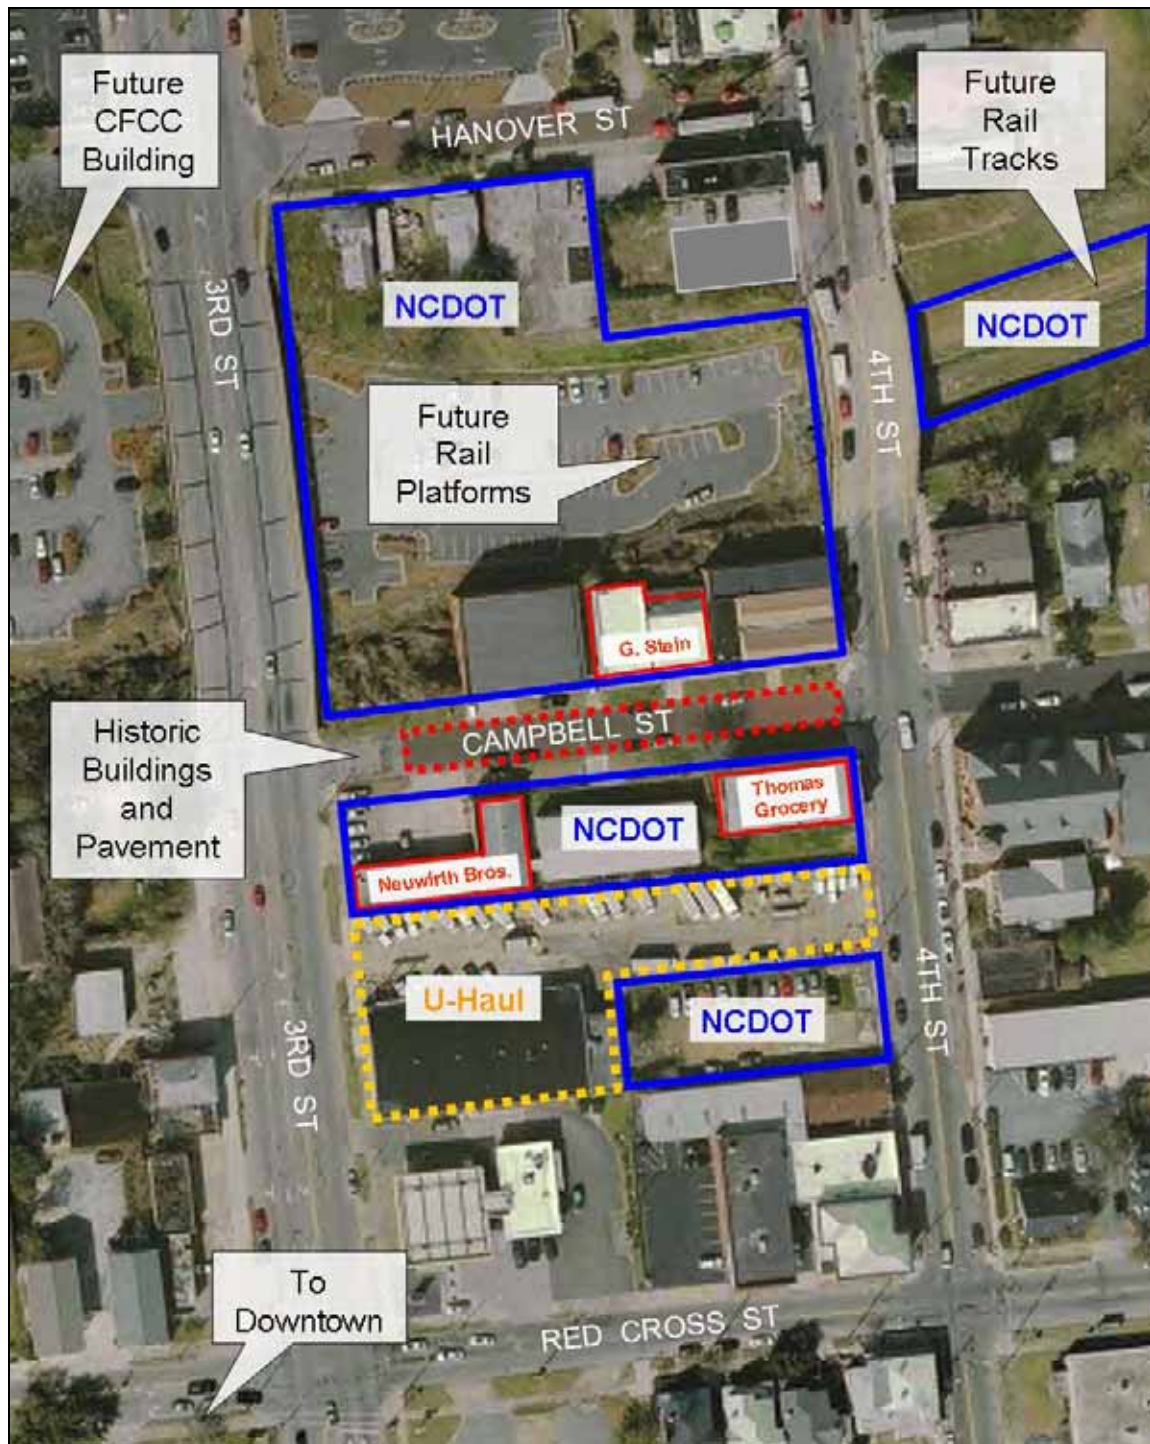 Future
CFCC
Building
HANOVER ST
Future
Rail
Tracks
3RD ST
NCDOT
NCDOT
4TH ST
Future
Rail
Platforms
G. Stein
Historic
Buildings
and
Pavement
CAMPBELL ST
Thomas
Grocery
NCDOT
Neuwirth Bros.
U-Haul
NCDOT
4TH ST
3RD ST
To
Downtown
RED CROSS ST